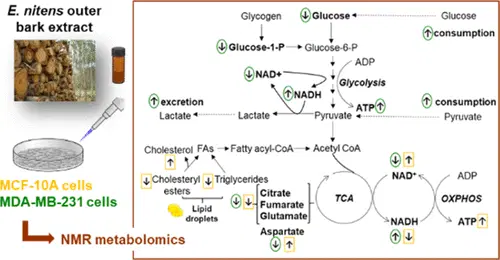 E. nitens outer
bark extract
MCF-10A cells
MDA-MB-231 cells
NMR metabolomics
Glycogen
↓ Glucose
Glucose
↑ consumption
↓ Glucose-1-P
Glucose-6-P
ADP
↓ NAD+
Glycolysis
↑ NADH
ATP ↑
↑ excretion
↑ consumption
Lactate
Lactate
Pyruvate
Pyruvate
Cholesterol
↑
FAs
Fatty acyl-CoA
Acetyl CoA
↓ Cholesteryl
esters
↓ Triglycerides
Lipid
droplets
↓ ↓
Citrate
Fumarate
Glutamate
Aspartate
↓ ↑
TCA
↓ ↑
NAD+
ADP
OXPHOS
NADH
↑ ↓
ATP ↑